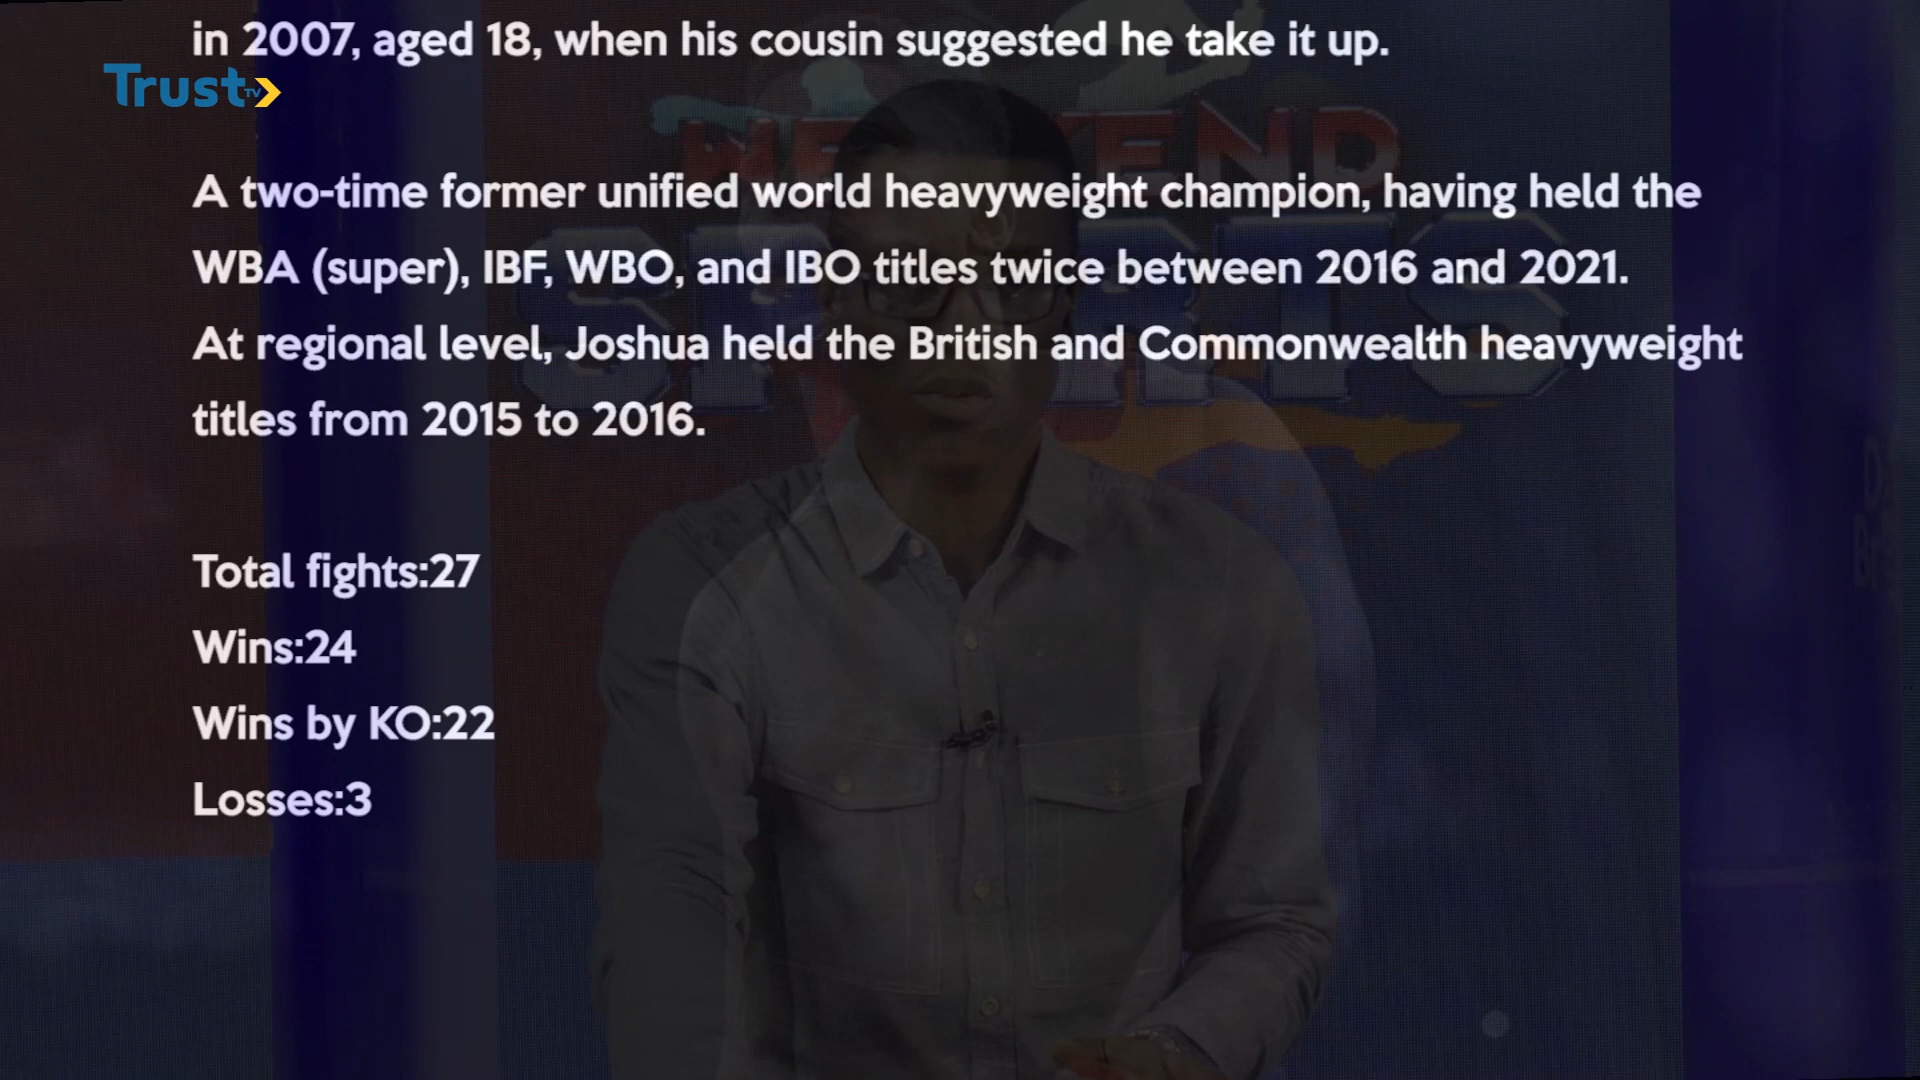 in 2007, aged 18, when his cousin suggested he take it up.
Trust TV
WEEKEND
A two-time former unified world heavyweight champion, having held the
WBA (super), IBF, WBO, and IBO titles twice between 2016 and 2021.
SPORTS
At regional level, Joshua held the British and Commonwealth heavyweight
titles from 2015 to 2016.
Total fights:27
Wins:24
Wins by KO:22
Losses:3